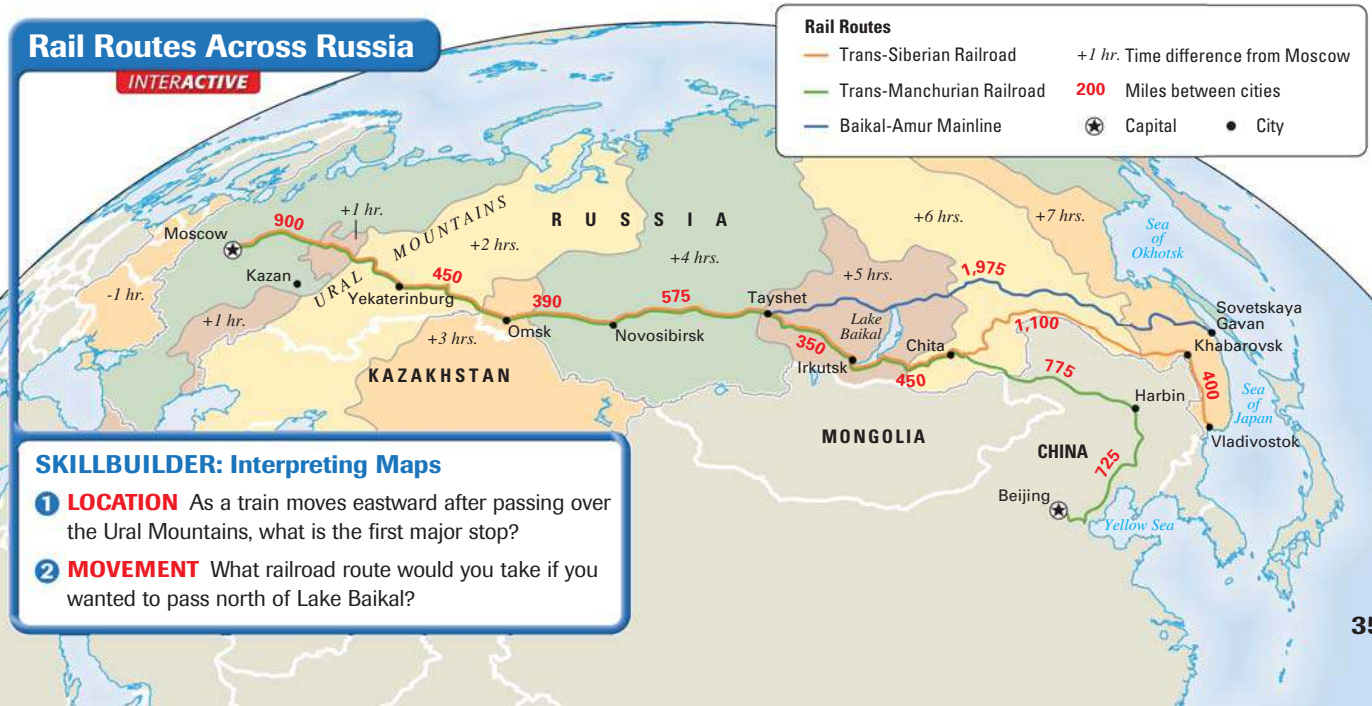 Rail Routes Across Russia
INTERACTIVE
Rail Routes
Trans-Siberian Railroad
Trans-Manchurian Railroad
Baikal-Amur Mainline
+1 hr. Time difference from Moscow
200 Miles between cities
Capital
City
Moscow
900
+1 hr.
Kazan
-1 hr.
+1 hr.
URAL MOUNTAINS
RUSSIA
+2 hrs.
Yekaterinburg
450
Omsk
390
+3 hrs.
KAZAKHSTAN
Novosibirsk
575
+4 hrs.
Tayshet
350
Irkutsk
Lake
Baikal
+5 hrs.
450
Chita
1,975
+6 hrs.
+7 hrs.
1,100
Sea
of
Okhotsk
Sovetskaya
Gavan
Khabarovsk
400
Sea
of
Japan
Vladivostok
775
Harbin
725
MONGOLIA
CHINA
Beijing
Yellow Sea
SKILLBUILDER: Interpreting Maps
1 LOCATION As a train moves eastward after passing over
the Ural Mountains, what is the first major stop?
2 MOVEMENT What railroad route would you take if you
wanted to pass north of Lake Baikal?
35